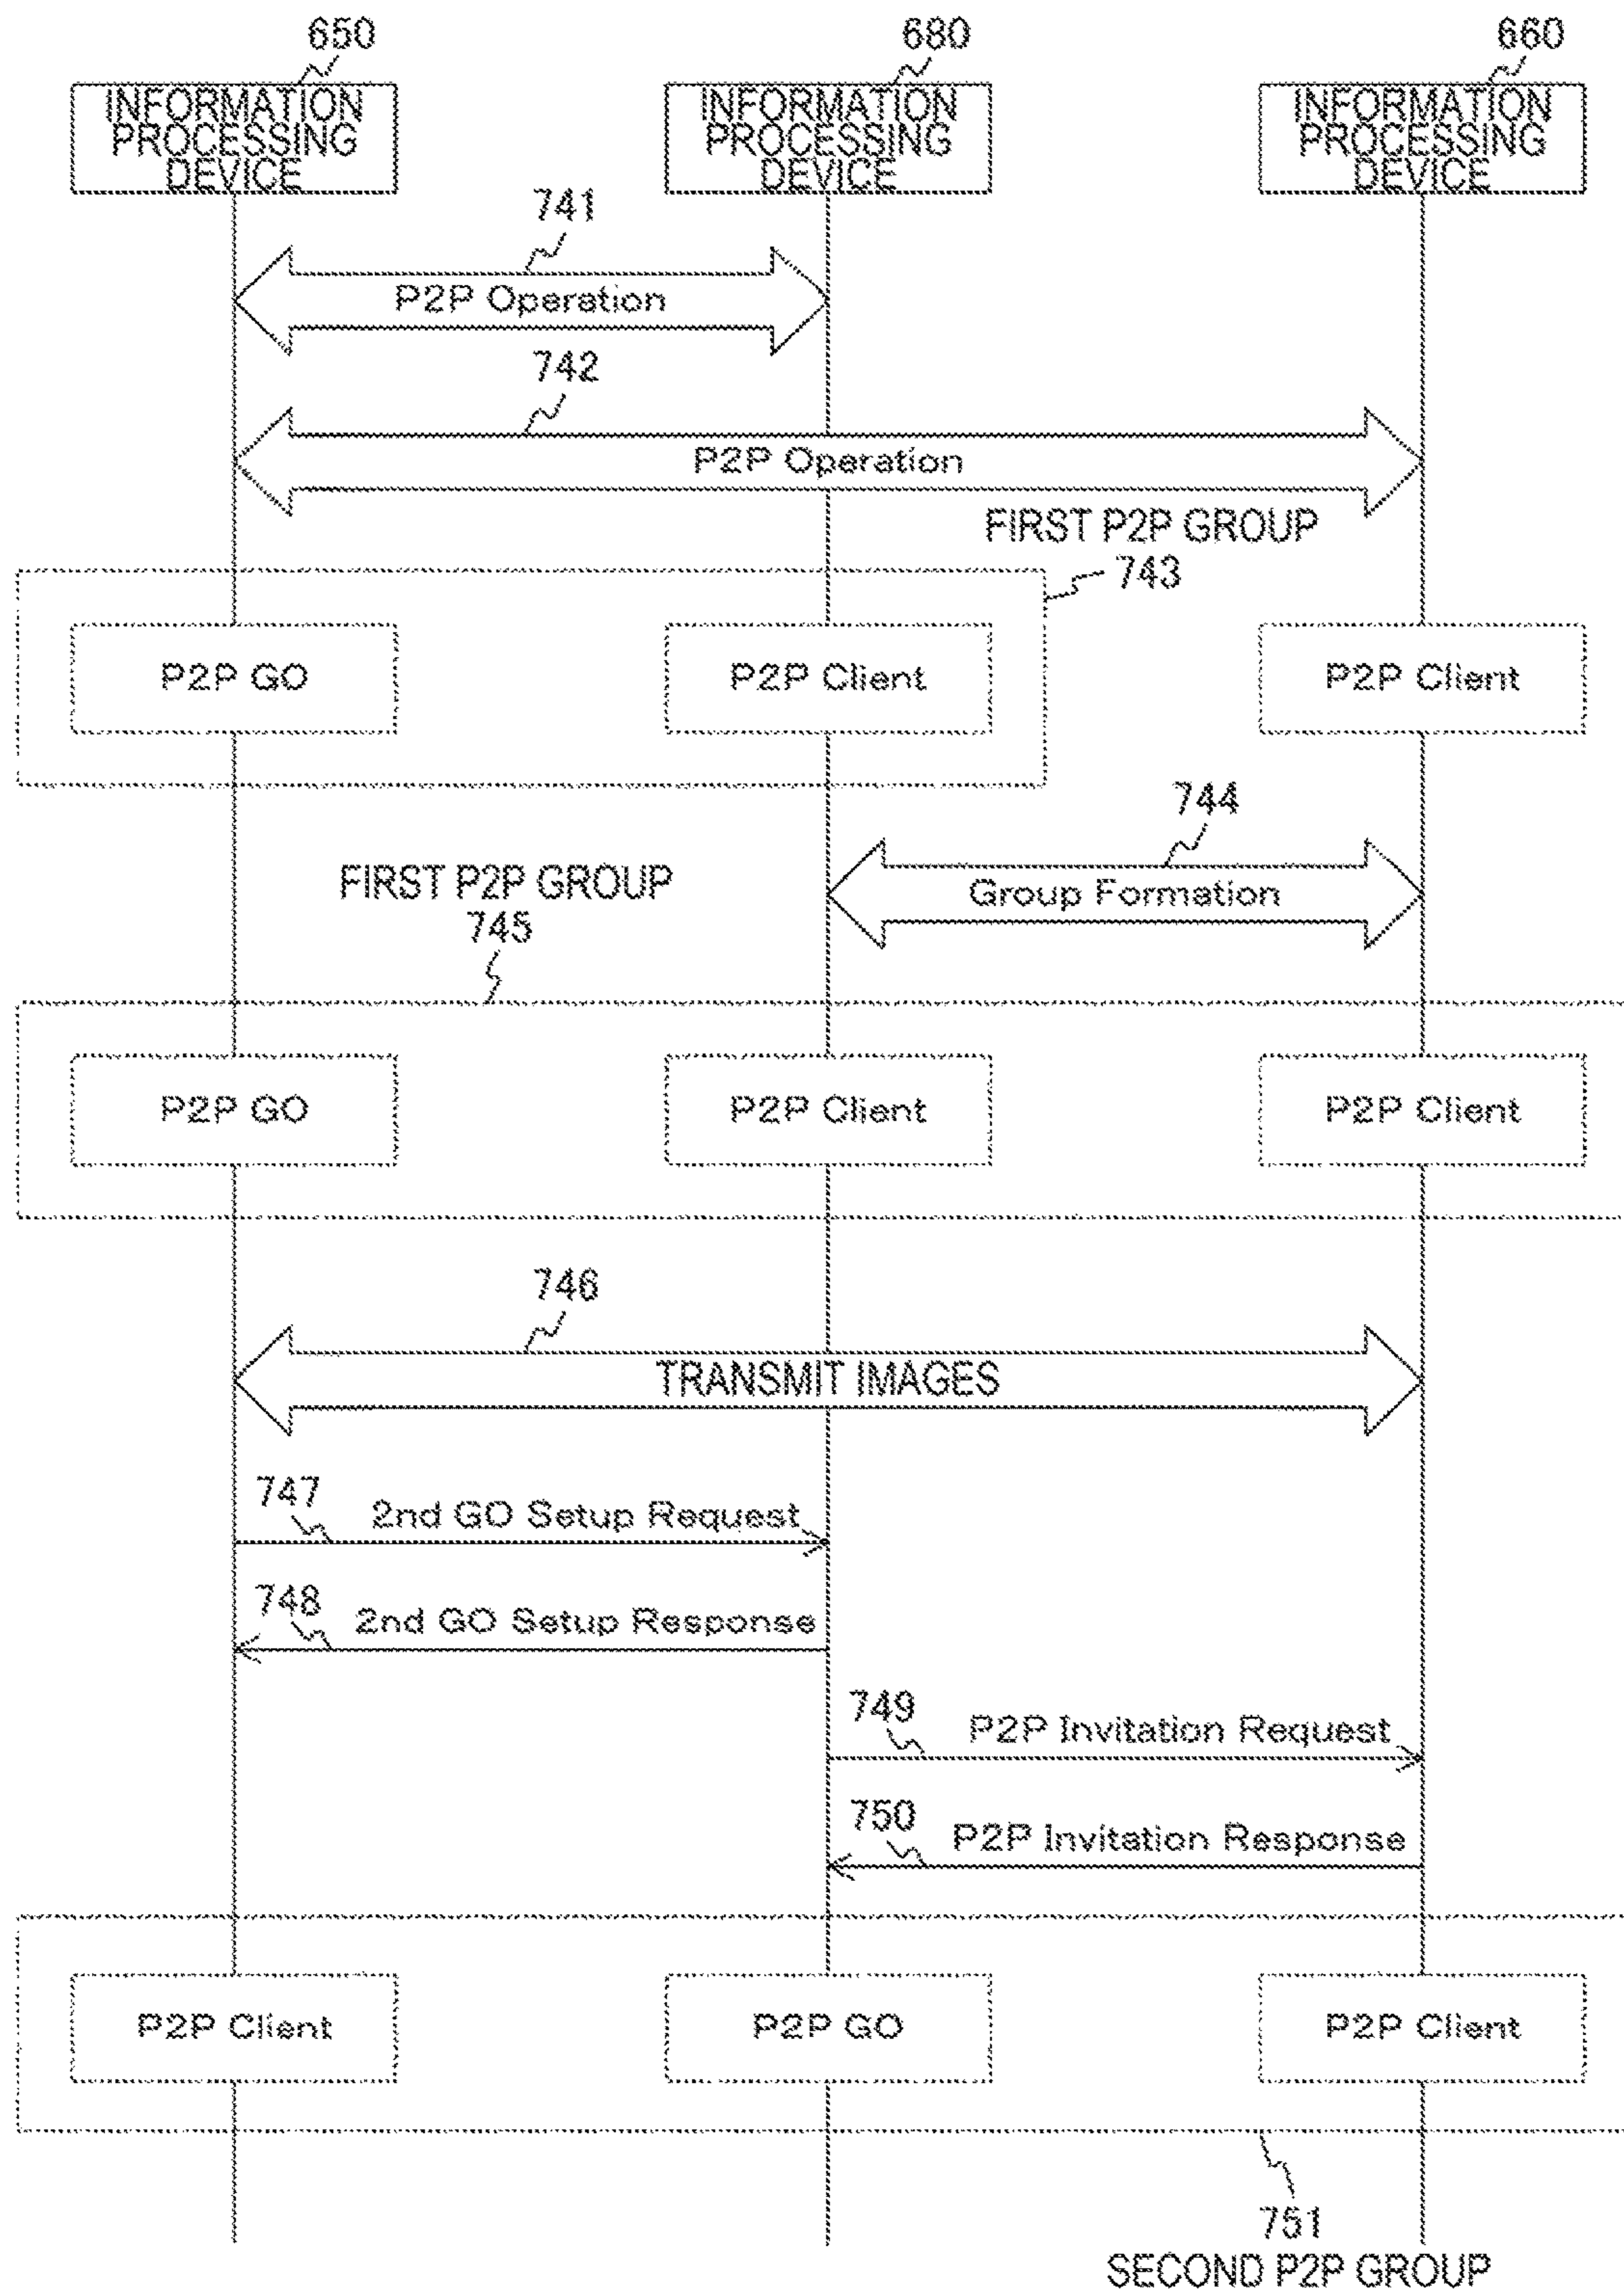 650
680
660
INFORMATION
PROCESSING
DEVICE
INFORMATION
PROCESSING
DEVICE
INFORMATION
PROCESSING
DEVICE
741
P2P Operation
742
P2P Operation
FIRST P2P GROUP
743
P2P GO
P2P Client
P2P Client
744
Group Formation
FIRST P2P GROUP
745
P2P GO
P2P Client
P2P Client
746
TRANSMIT IMAGES
747
2nd GO Setup Request
748
2nd GO Setup Response
749
P2P Invitation Request
750
P2P Invitation Response
P2P Client
P2P GO
P2P Client
751
SECOND P2P GROUP